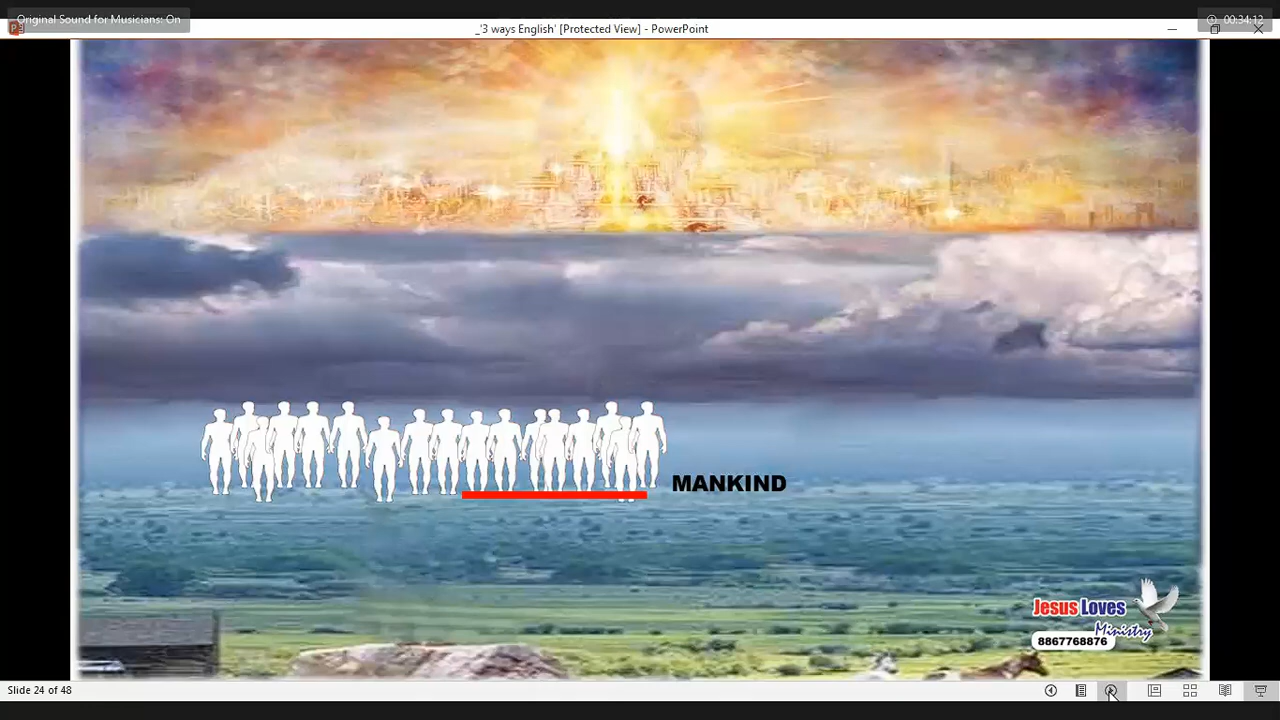 Original Sound for Musicians: On
00:34:12
_'3 ways English' [Protected View] - PowerPoint
MANKIND
Jesus Loves
Ministry
8867768876
Slide 24 of 48